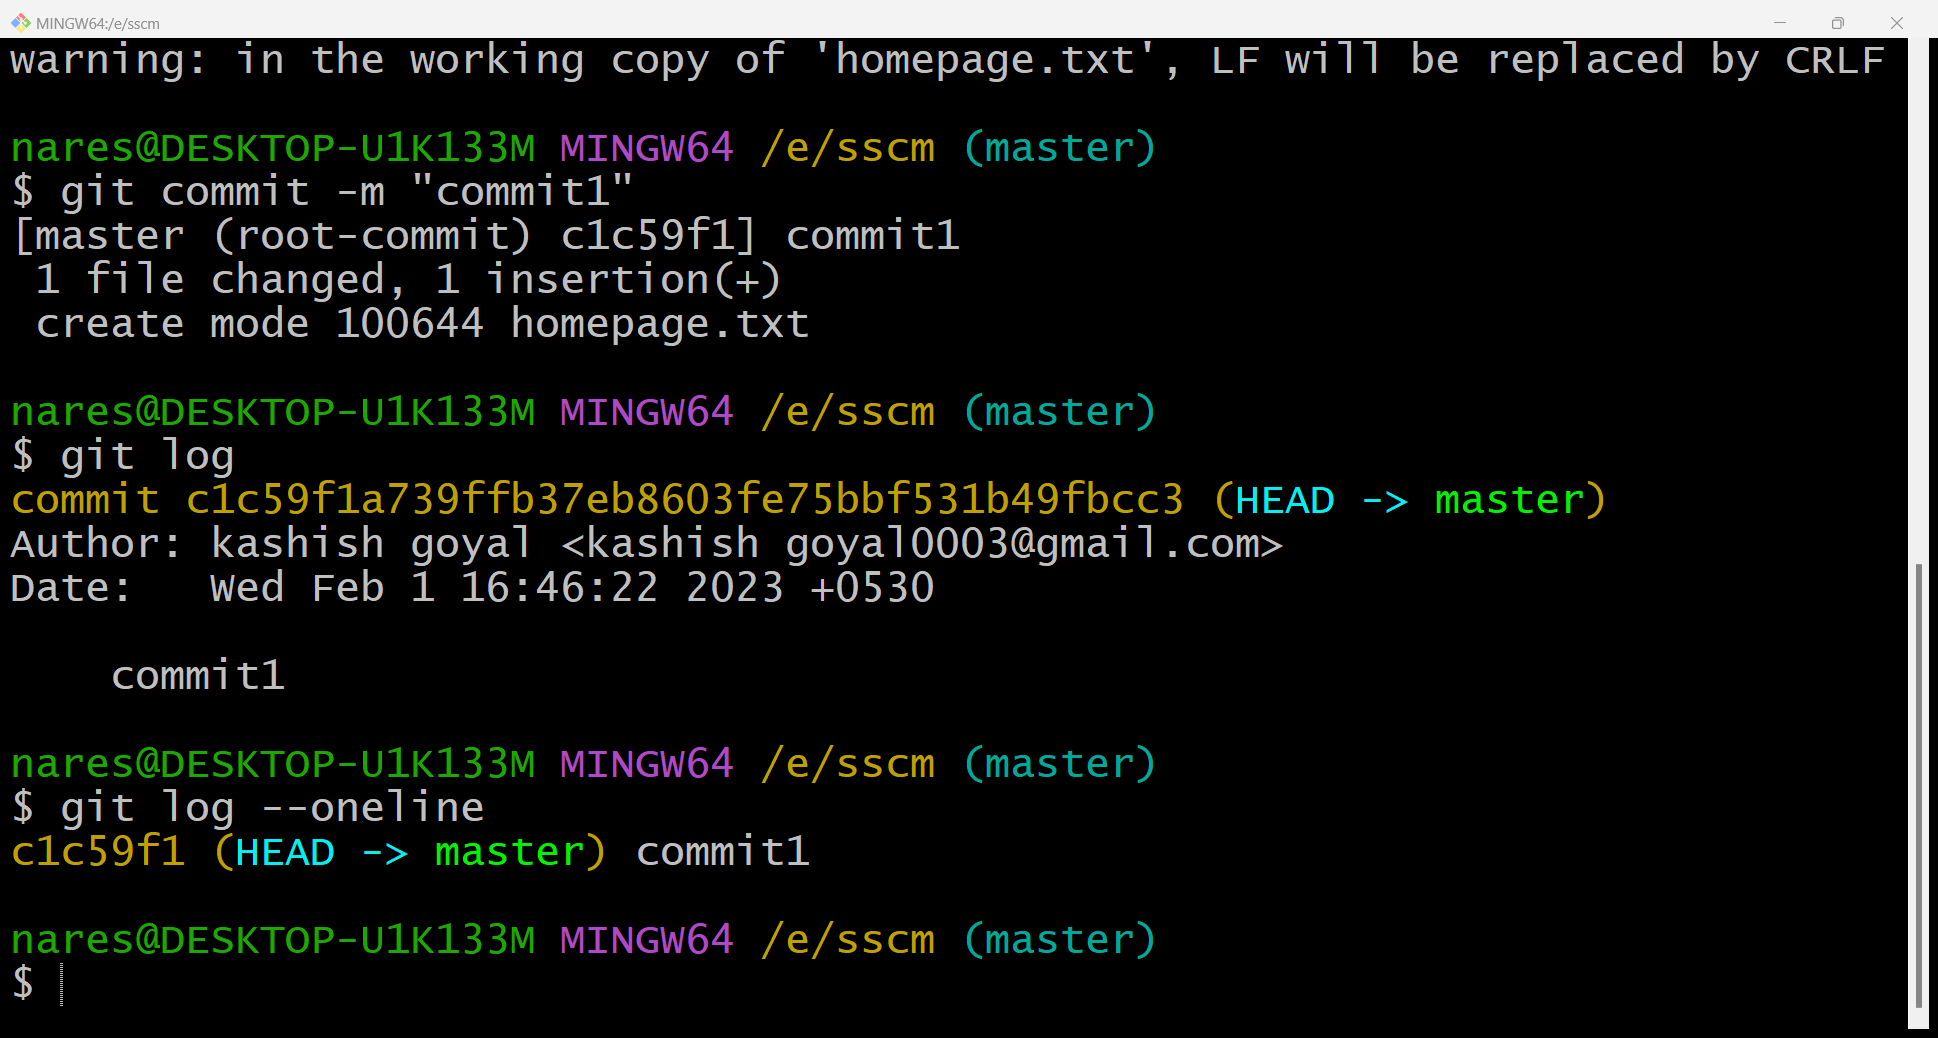 MINGW64:/e/sscm
warning: in the working copy of 'homepage.txt', LF will be replaced by CRLF
nares@DESKTOP-U1K133M MINGW64 /e/sscm (master)
$ git commit -m "commit1"
[master (root-commit) c1c59f1] commit1
 1 file changed, 1 insertion(+)
 create mode 100644 homepage.txt
nares@DESKTOP-U1K133M MINGW64 /e/sscm (master)
$ git log
commit c1c59f1a739ffb37eb8603fe75bbf531b49fbcc3 (HEAD -> master)
Author: kashish goyal <kashish goyal0003@gmail.com>
Date:   Wed Feb 1 16:46:22 2023 +0530
    commit1
nares@DESKTOP-U1K133M MINGW64 /e/sscm (master)
$ git log --oneline
c1c59f1 (HEAD -> master) commit1
nares@DESKTOP-U1K133M MINGW64 /e/sscm (master)
$